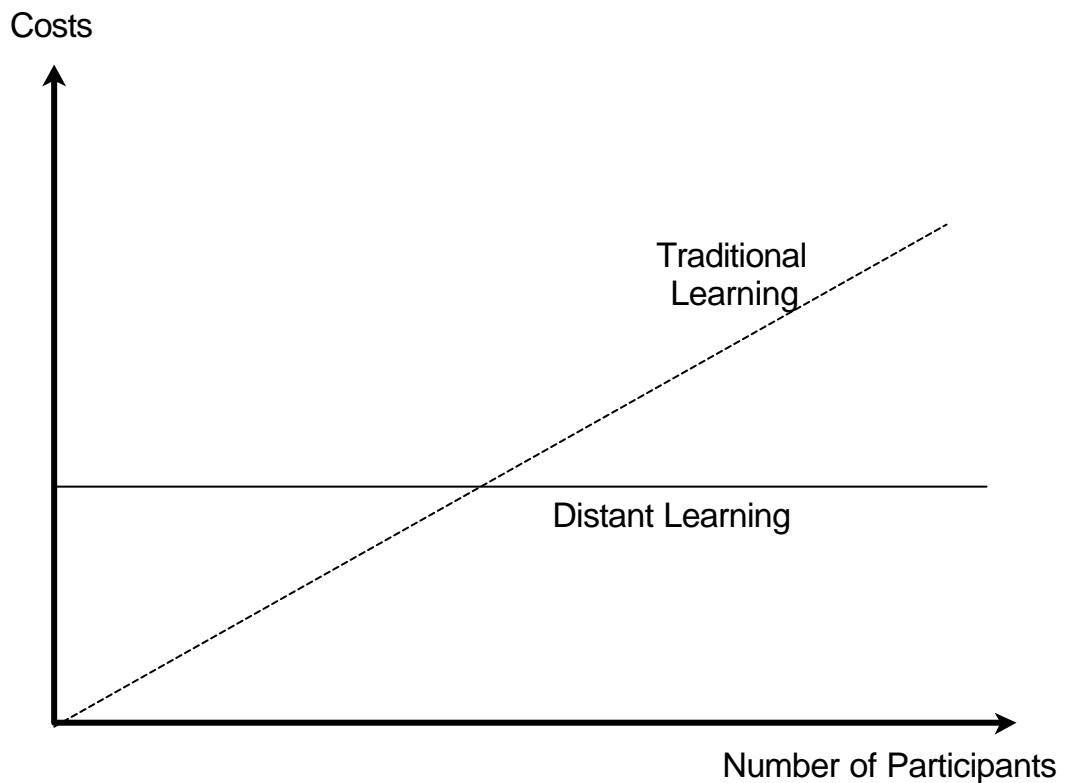 Costs
Traditional
Learning
Distant Learning
Number of Participants